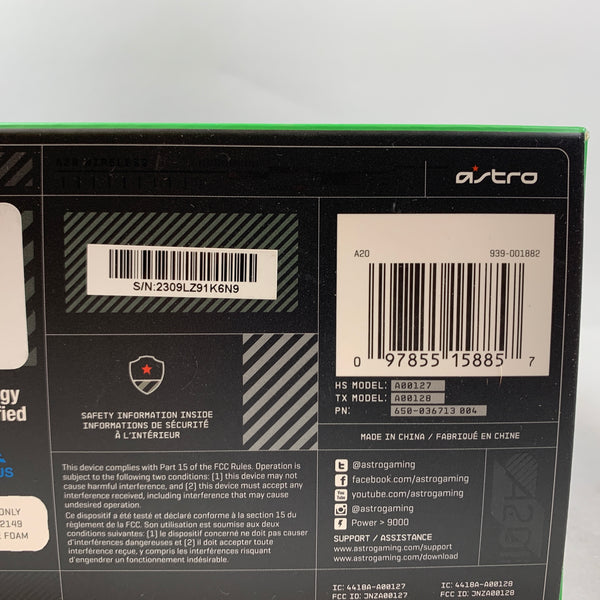 A20 WIRELESS
astro
A20 939-001882
S/N:2309LZ91K6N9
0 97855 15885 7
HS MODEL: A00127
TX MODEL: A00128
PN: 650-036713 004
SAFETY INFORMATION INSIDE
INFORMATIONS DE SÉCURITÉ
À L'INTÉRIEUR
MADE IN CHINA / FABRIQUÉ EN CHINE
This device complies with Part 15 of the FCC Rules. Operation is
subject to the following two conditions: [1] this device may not
cause harmful interference, and [2] this device must accept any
interference received, including interference that may cause
undesired operation.
Ce dispositif a été testé et déclaré conforme à la section 15 du
règlement de la FCC. Son utilisation est soumise aux deux
conditions suivantes: [1] le dispositif concerné ne doit pas causer
d'interférences dangereuses et [2] il doit accepter toute
interférence reçue, y compris les interférences risquant
d'engendrer un fonctionnement indésirable.
@astrogaming
facebook.com/astrogaming
You Tube youtube.com/astrogaming
@astrogaming
Power > 9000
SUPPORT / ASSISTANCE
www.astrogaming.com/support
www.astrogaming.com/download
IC: 4418A-A00127 IC: 4418A-A00128
FCC ID: JNZA00127 FCC ID: JNZA00128
gy
fied
US
ONLY
2149
FOAM